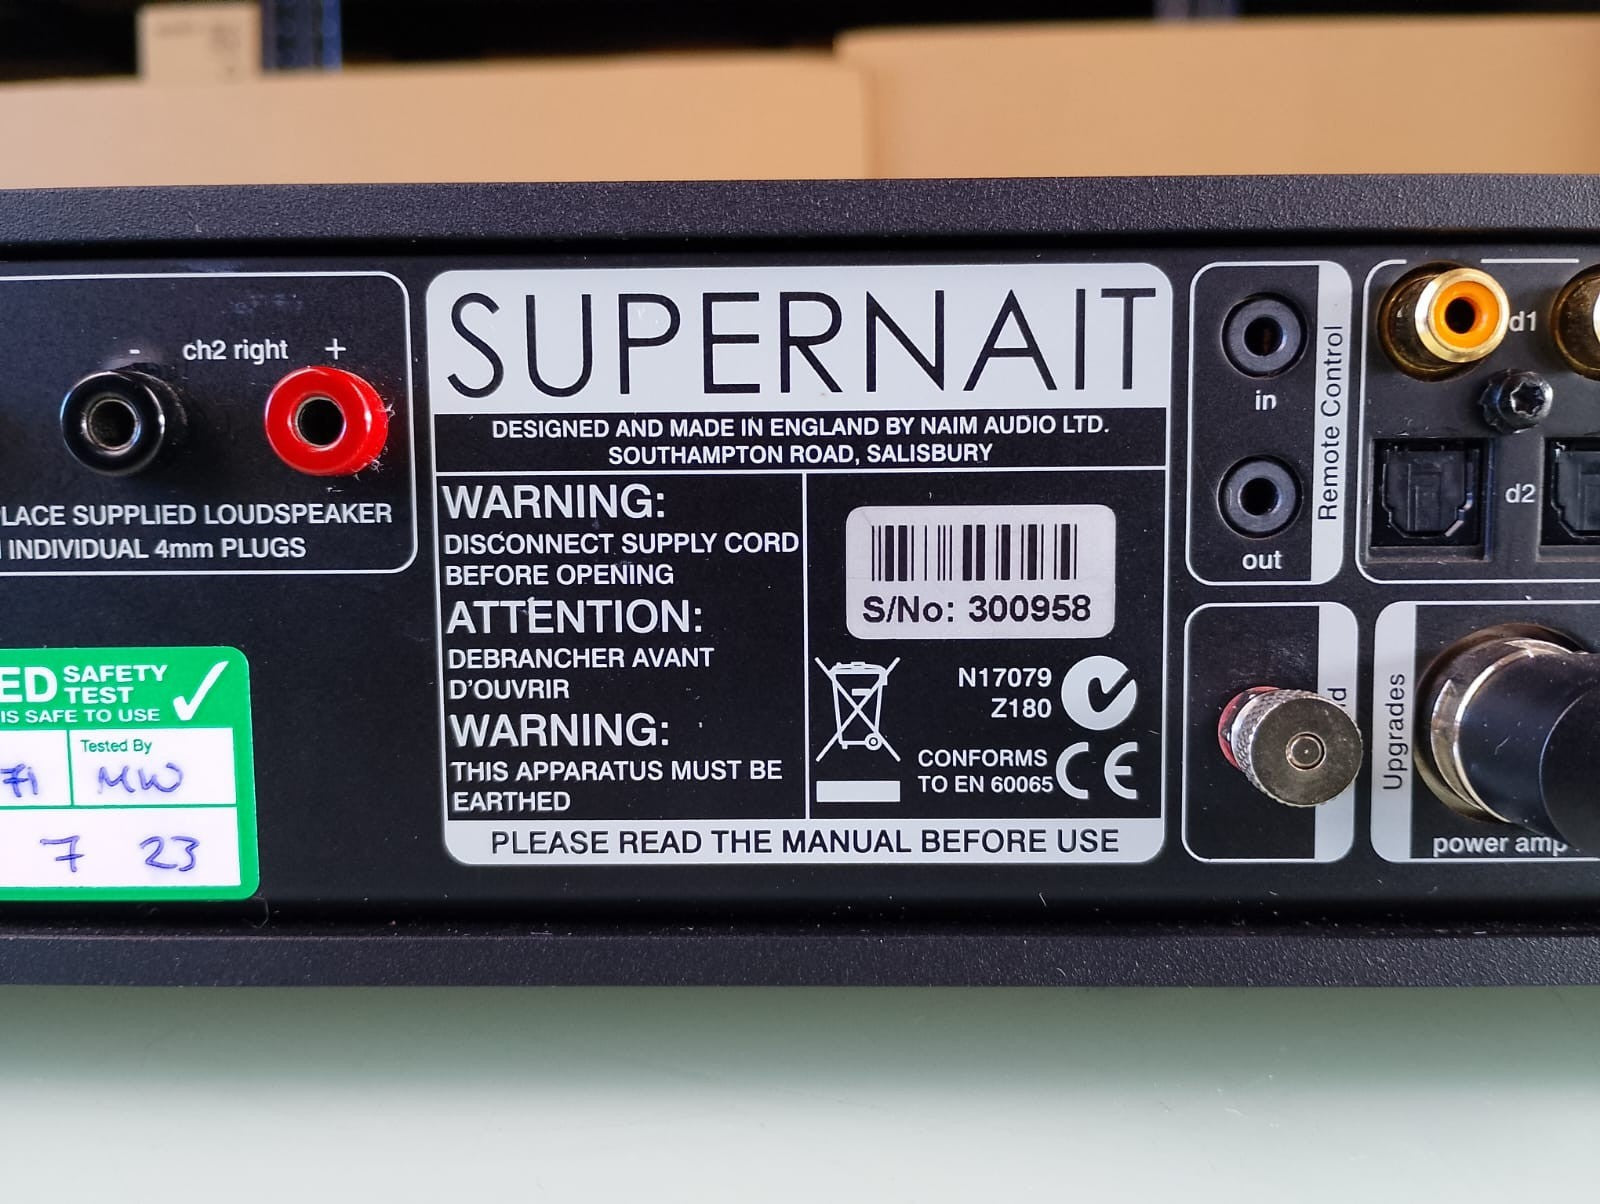 - ch2 right +
LACE SUPPLIED LOUDSPEAKER
INDIVIDUAL 4mm PLUGS
ED SAFETY TEST
IS SAFE TO USE
Tested By
71 MW
7 23
SUPERNAIT
DESIGNED AND MADE IN ENGLAND BY NAIM AUDIO LTD.
SOUTHAMPTON ROAD, SALISBURY
WARNING:
DISCONNECT SUPPLY CORD
BEFORE OPENING
ATTENTION:
DEBRANCHER AVANT
D'OUVRIR
WARNING:
THIS APPARATUS MUST BE
EARTHED
S/No: 300958
N17079
Z180
CONFORMS
TO EN 60065 CE
PLEASE READ THE MANUAL BEFORE USE
in
out
Remote Control
d1
d2
Upgrades
power amp